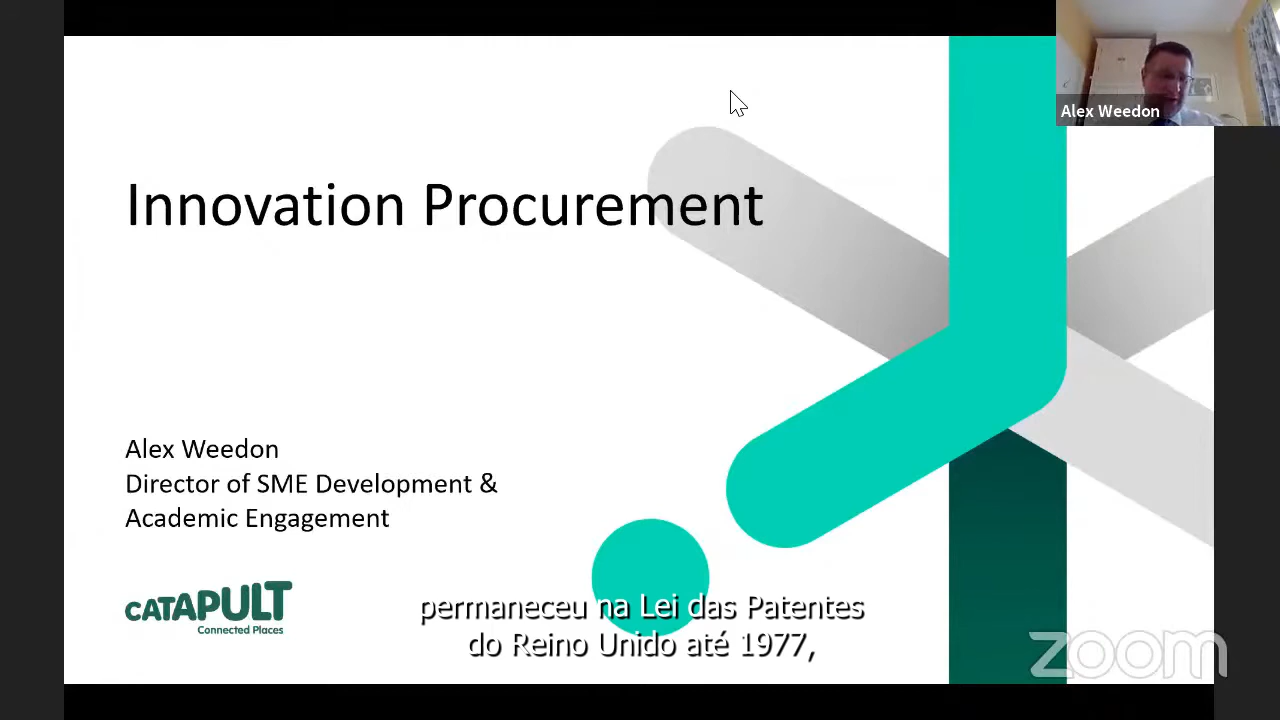 Alex Weedon
Innovation Procurement
Alex Weedon
Director of SME Development &
Academic Engagement
CATAPULT
Connected Places
permaneceu na Lei das Patentes
do Reino Unido até 1977,
zoom